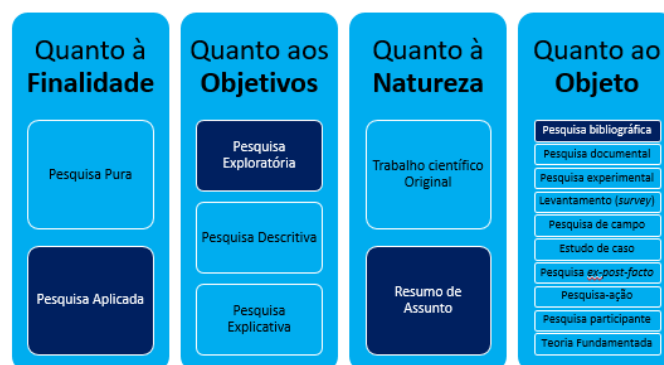 Quanto à
Finalidade
Pesquisa Pura
Pesquisa Aplicada
Quanto aos
Objetivos
Pesquisa
Exploratória
Pesquisa Descritiva
Pesquisa
Explicativa
Quanto à
Natureza
Trabalho científico
Original
Resumo de
Assunto
Quanto ao
Objeto
Pesquisa bibliográfica
Pesquisa documental
Pesquisa experimental
Levantamento (survey)
Pesquisa de campo
Estudo de caso
Pesquisa ex-post-facto
Pesquisa-ação
Pesquisa participante
Teoria Fundamentada